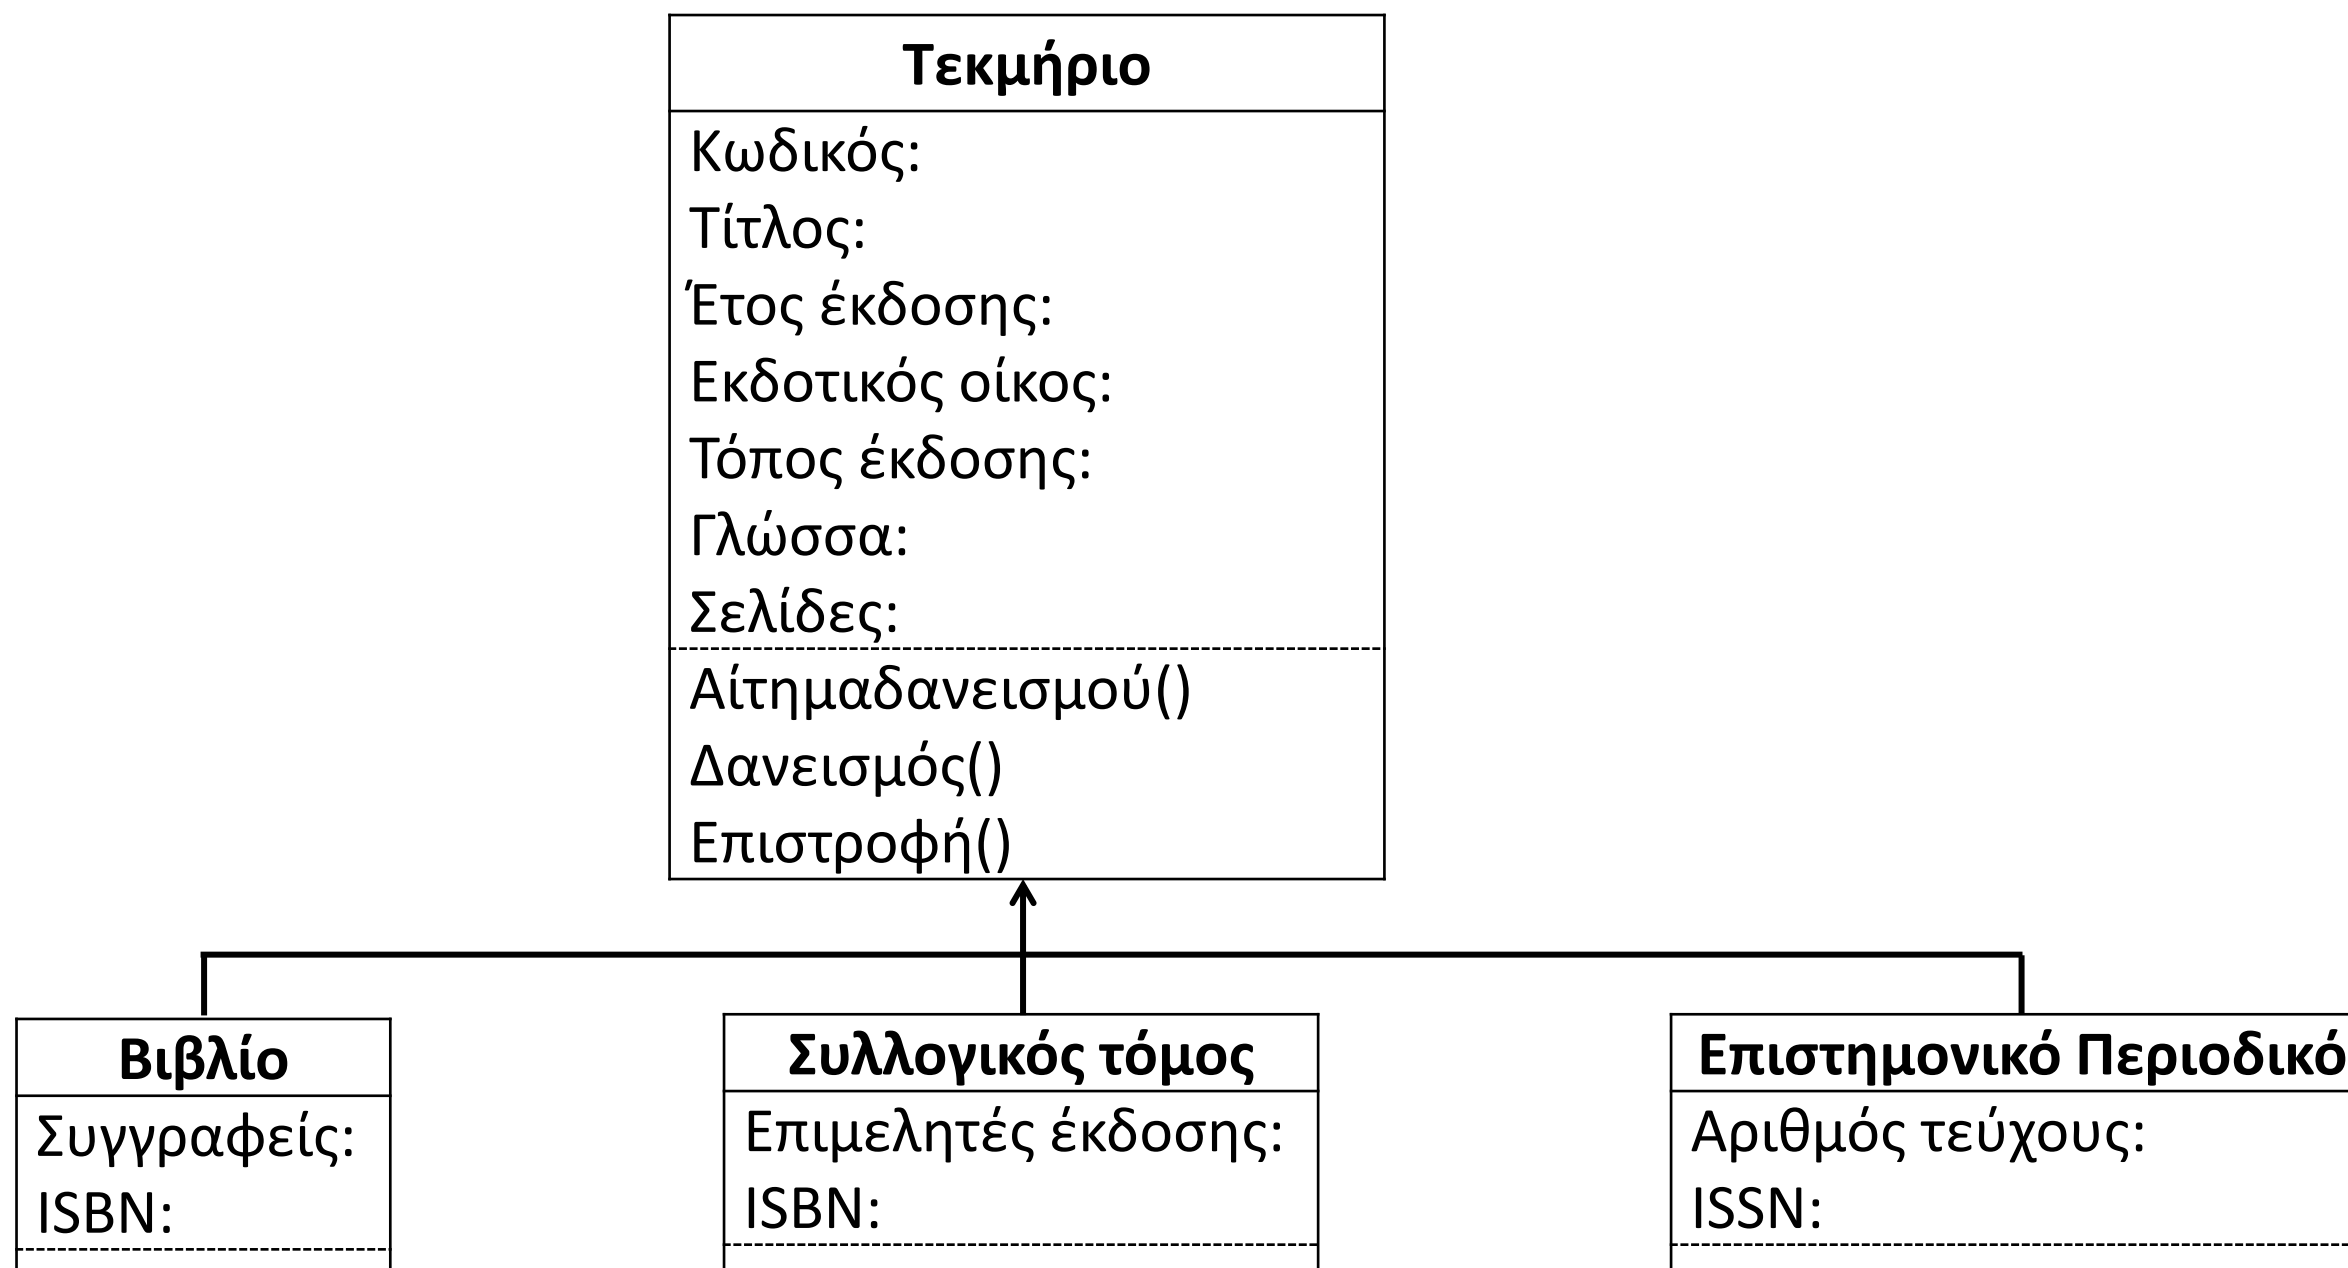 Τεκμήριο
Κωδικός:
Τίτλος:
Έτος έκδοσης:
Εκδοτικός οίκος:
Τόπος έκδοσης:
Γλώσσα:
Σελίδες:
Αίτημαδανεισμού()
Δανεισμός()
Επιστροφή()
Βιβλίο
Συγγραφείς:
ISBN:
Συλλογικός τόμος
Επιμελητές έκδοσης:
ISBN:
Επιστημονικό Περιοδικό
Αριθμός τεύχους:
ISSN: